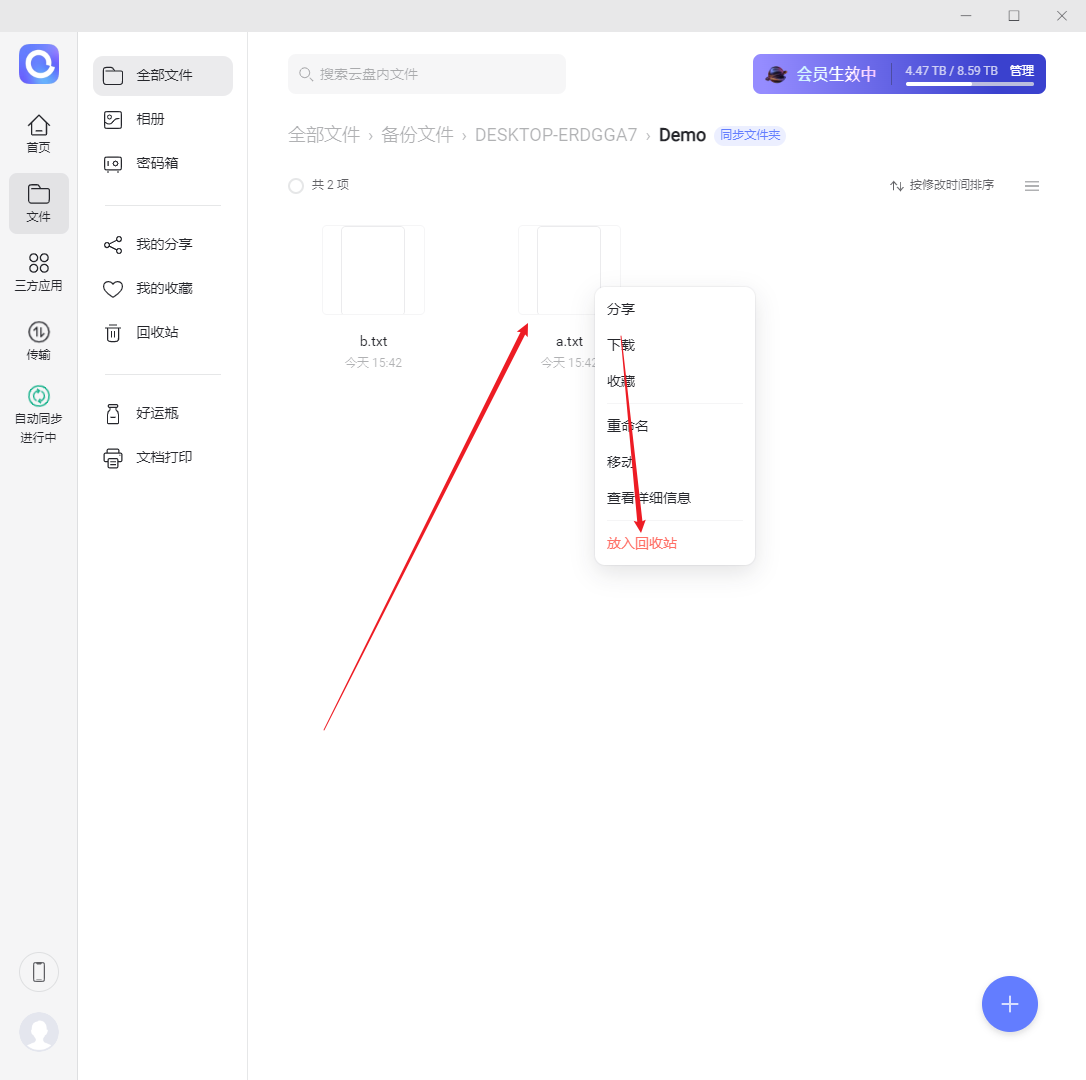 首页
文件
三方应用
传输
自动同步
进行中
全部文件
相册
密码箱
我的分享
我的收藏
回收站
好运瓶
文档打印
搜索云盘内文件
会员生效中 4.47 TB / 8.59 TB 管理
全部文件 › 备份文件 › DESKTOP-ERDGGA7 › Demo 同步文件夹
共 2 项
按修改时间排序
b.txt
今天 15:42
a.txt
今天 15:42
分享
下载
收藏
重命名
移动
查看详细信息
放入回收站